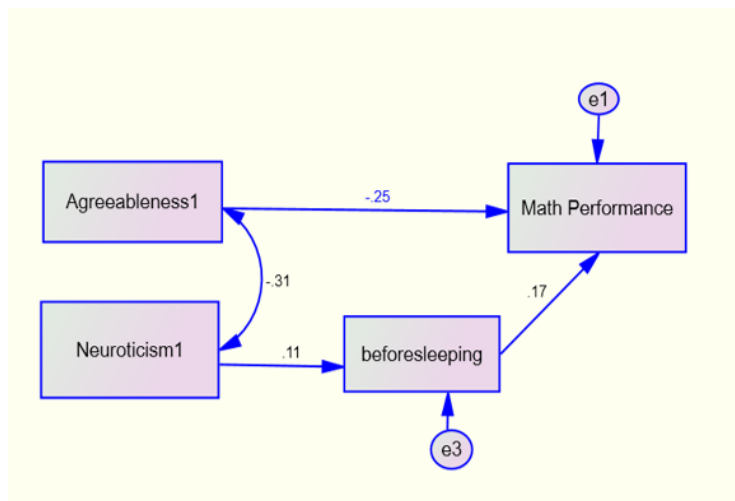 e1
Agreeableness1
-.25
Math Performance
-.31
.17
Neuroticism1
.11
beforesleeping
e3